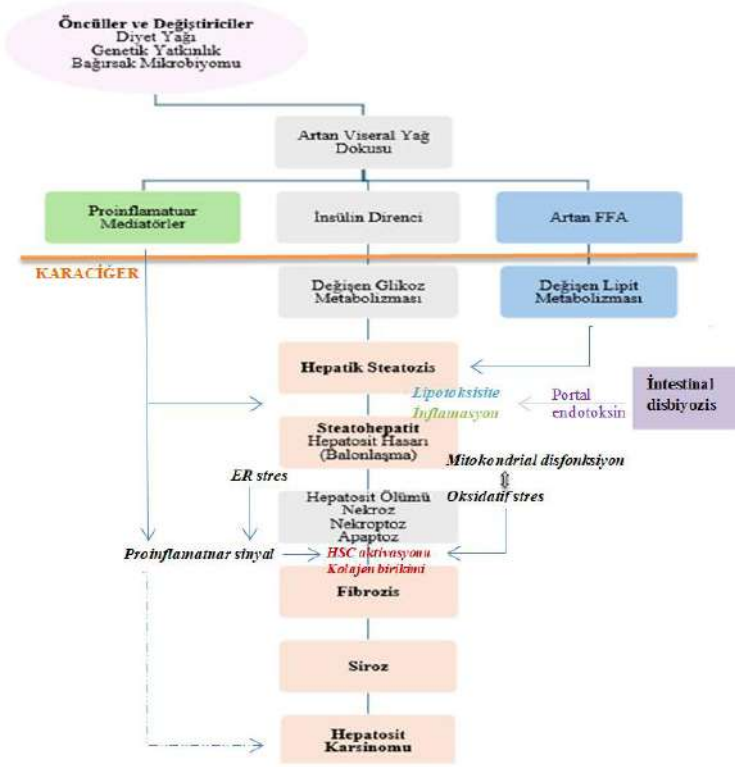 Öncüller ve Değiştiriciler
Diyet Yağı
Genetik Yatkınlık
Bağırsak Mikrobiyomu
Artan Viseral Yağ
Dokusu
Proinflamatuar
Mediatörler
İnsülin Direnci
Artan FFA
KARACİĞER
Değişen Glikoz
Metabolizması
Değişen Lipit
Metabolizması
Hepatik Steatozis
Lipotoksisite
İnflamasyon
Portal
endotoksin
İntestinal
disbiyozis
Steatohepatit
Hepatosit Hasarı
(Balonlaşma)
Mitokondrial disfonksiyon
ER stres
Oksidatif stres
Hepatosit Ölümü
Nekroz
Nekroptoz
Apaptoz
Proinflamatnar sinyal
HSC aktivasyonu
Kolajen birikimi
Fibrozis
Siroz
Hepatosit
Karsinomu